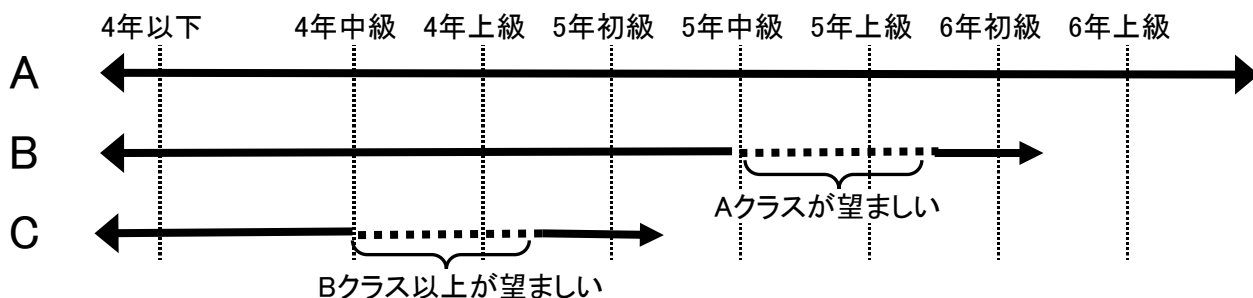 4年以下 4年中級 4年上級 5年初級 5年中級 5年上級 6年初級 6年上級
A
B
Aクラスが望ましい
C
Bクラス以上が望ましい